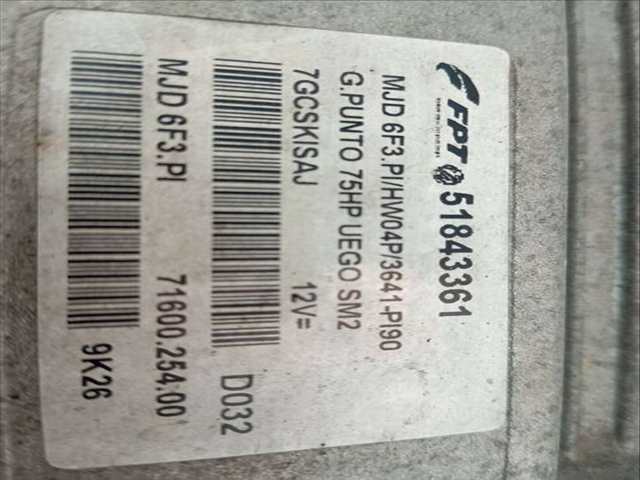 FPT 51843361
MJD 6F3.PI/HW04P/3641-PI90
G.PUNTO 75HP UEGO SM2
7GCSKISAJ 12V=
D032
MJD 6F3.PI 71600.254.00
9K26